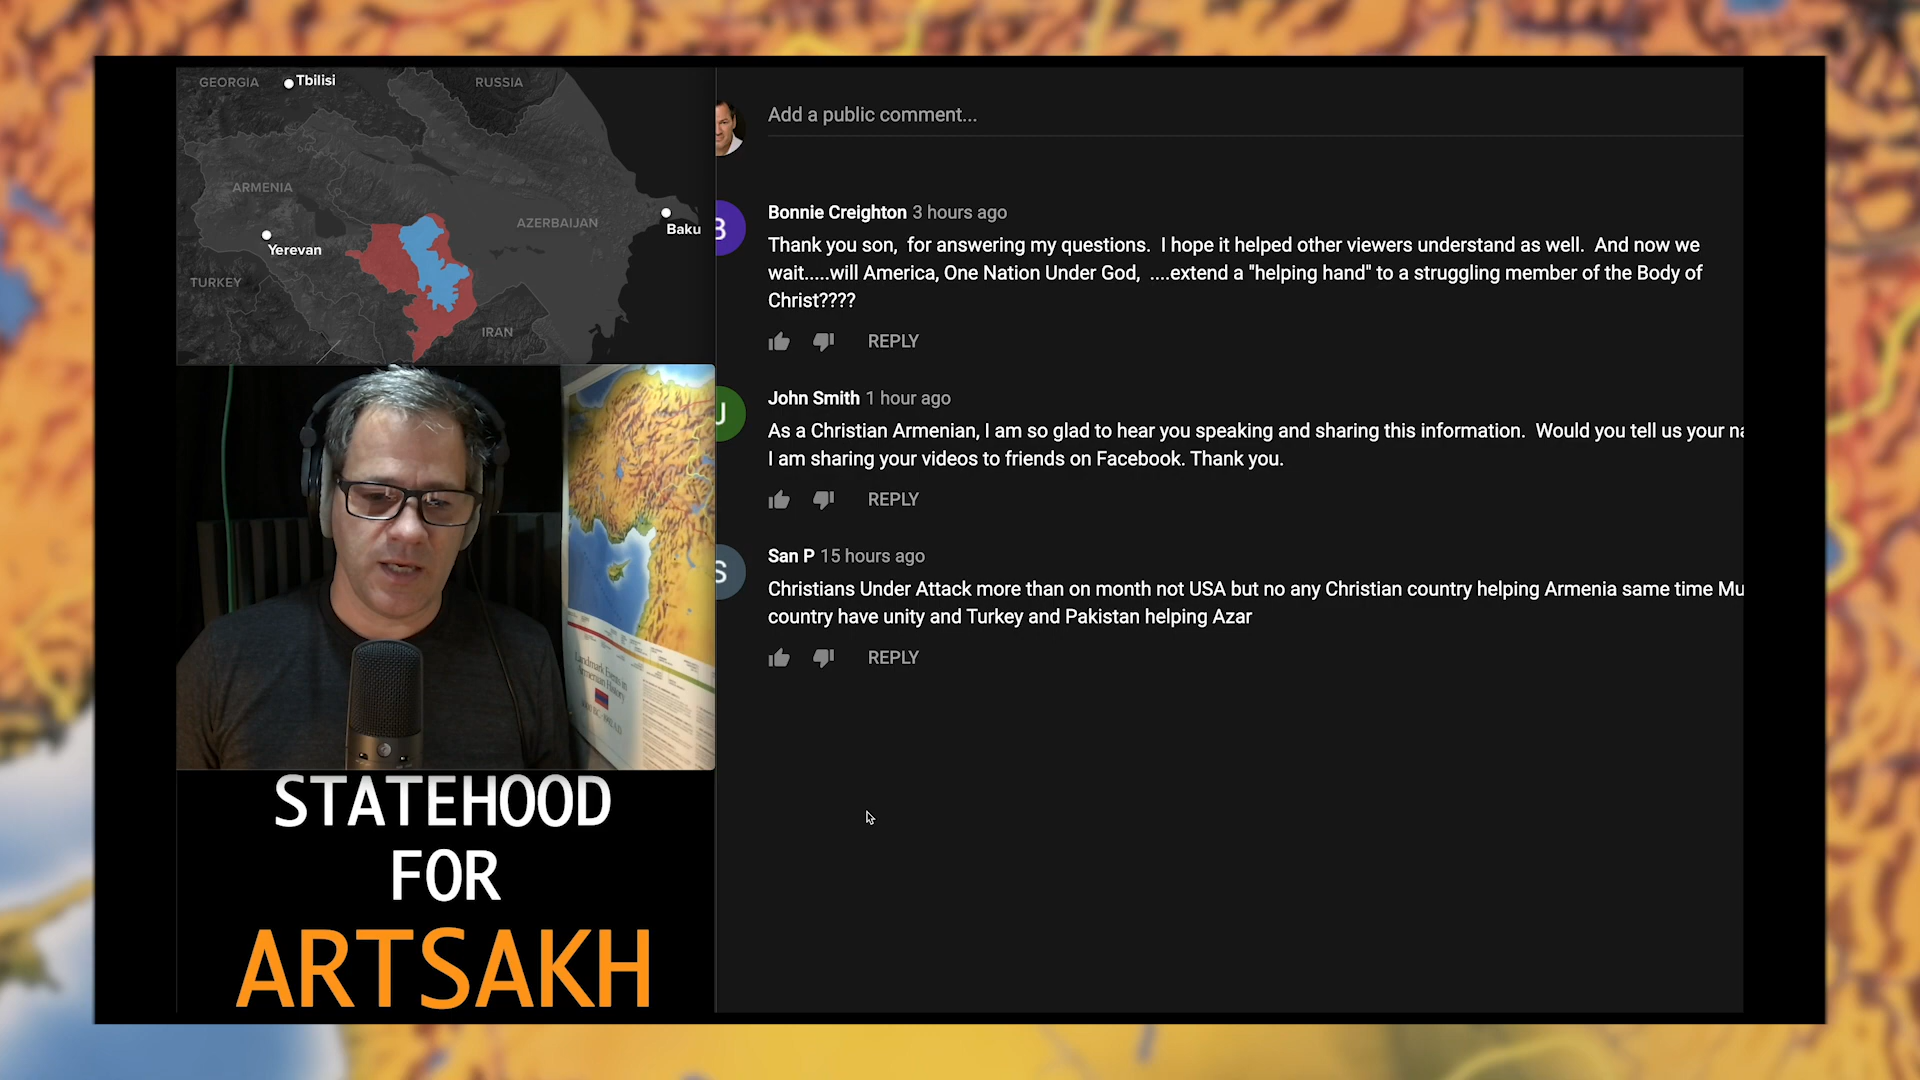 GEORGIA
Tbilisi
RUSSIA
ARMENIA
AZERBAIJAN
Baku
Yerevan
TURKEY
IRAN
Landmark Events in
Armenian History
STATEHOOD
FOR
ARTSAKH
Add a public comment...
B
Bonnie Creighton 3 hours ago
Thank you son, for answering my questions. I hope it helped other viewers understand as well. And now we
wait.....will America, One Nation Under God, ....extend a "helping hand" to a struggling member of the Body of
Christ????
REPLY
J
John Smith 1 hour ago
As a Christian Armenian, I am so glad to hear you speaking and sharing this information. Would you tell us your
I am sharing your videos to friends on Facebook. Thank you.
REPLY
S
San P 15 hours ago
Christians Under Attack more than on month not USA but no any Christian country helping Armenia same time
country have unity and Turkey and Pakistan helping Azar
REPLY